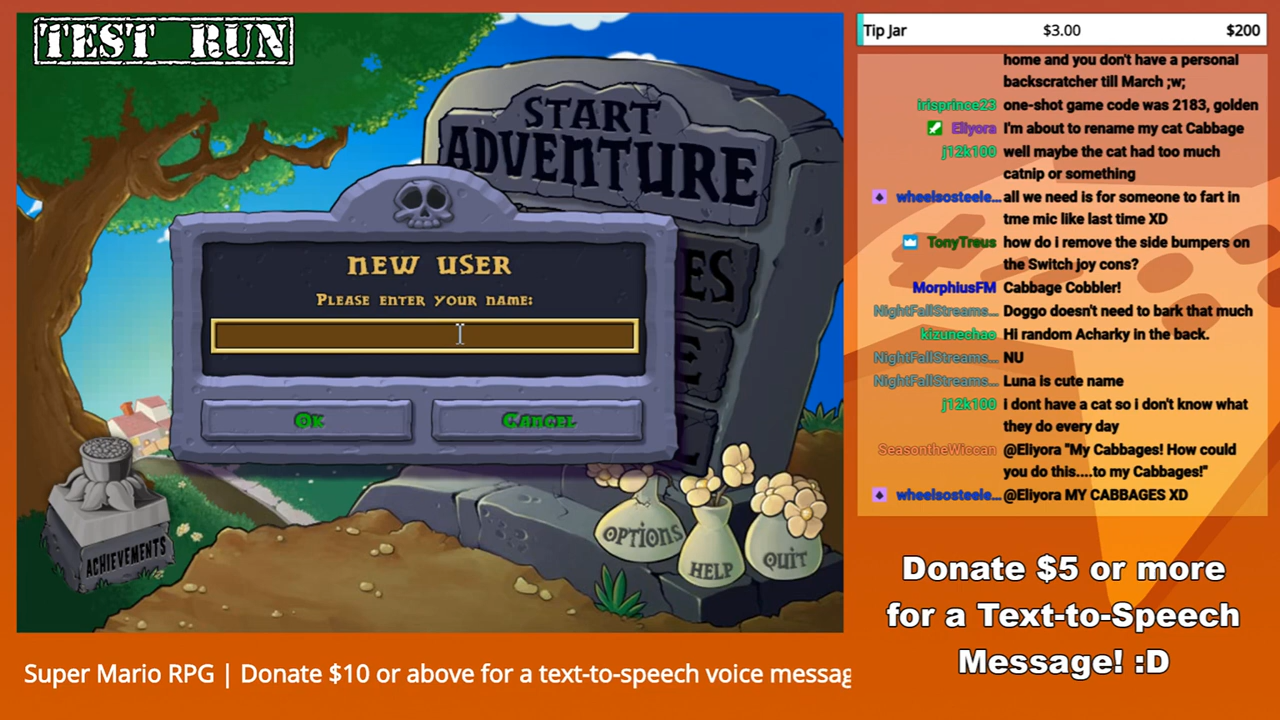 TEST RUN
START
ADVENTURE
ES
E
NEW USER
Please enter your name:
Ok
Cancel
ACHIEVEMENTS
OPTIONS
HELP
QUIT
Super Mario RPG | Donate $10 or above for a text-to-speech voice messag
Tip Jar $3.00 $200
home and you don't have a personal
backscratcher till March ;w;
irisprince23 one-shot game code was 2183, golden
Eliyora I'm about to rename my cat Cabbage
j12k100 well maybe the cat had too much
catnip or something
wheelsosteele... all we need is for someone to fart in
tme mic like last time XD
TonyTreus how do i remove the side bumpers on
the Switch joy cons?
MorphiusFM Cabbage Cobbler!
NightFallStreams... Doggo doesn't need to bark that much
kizunechao Hi random Acharky in the back.
NightFallStreams... NU
NightFallStreams... Luna is cute name
j12k100 i dont have a cat so i don't know what
they do every day
SeasontheWiccan @Eliyora "My Cabbages! How could
you do this....to my Cabbages!"
wheelsosteele... @Eliyora MY CABBAGES XD
Donate $5 or more
for a Text-to-Speech
Message! :D